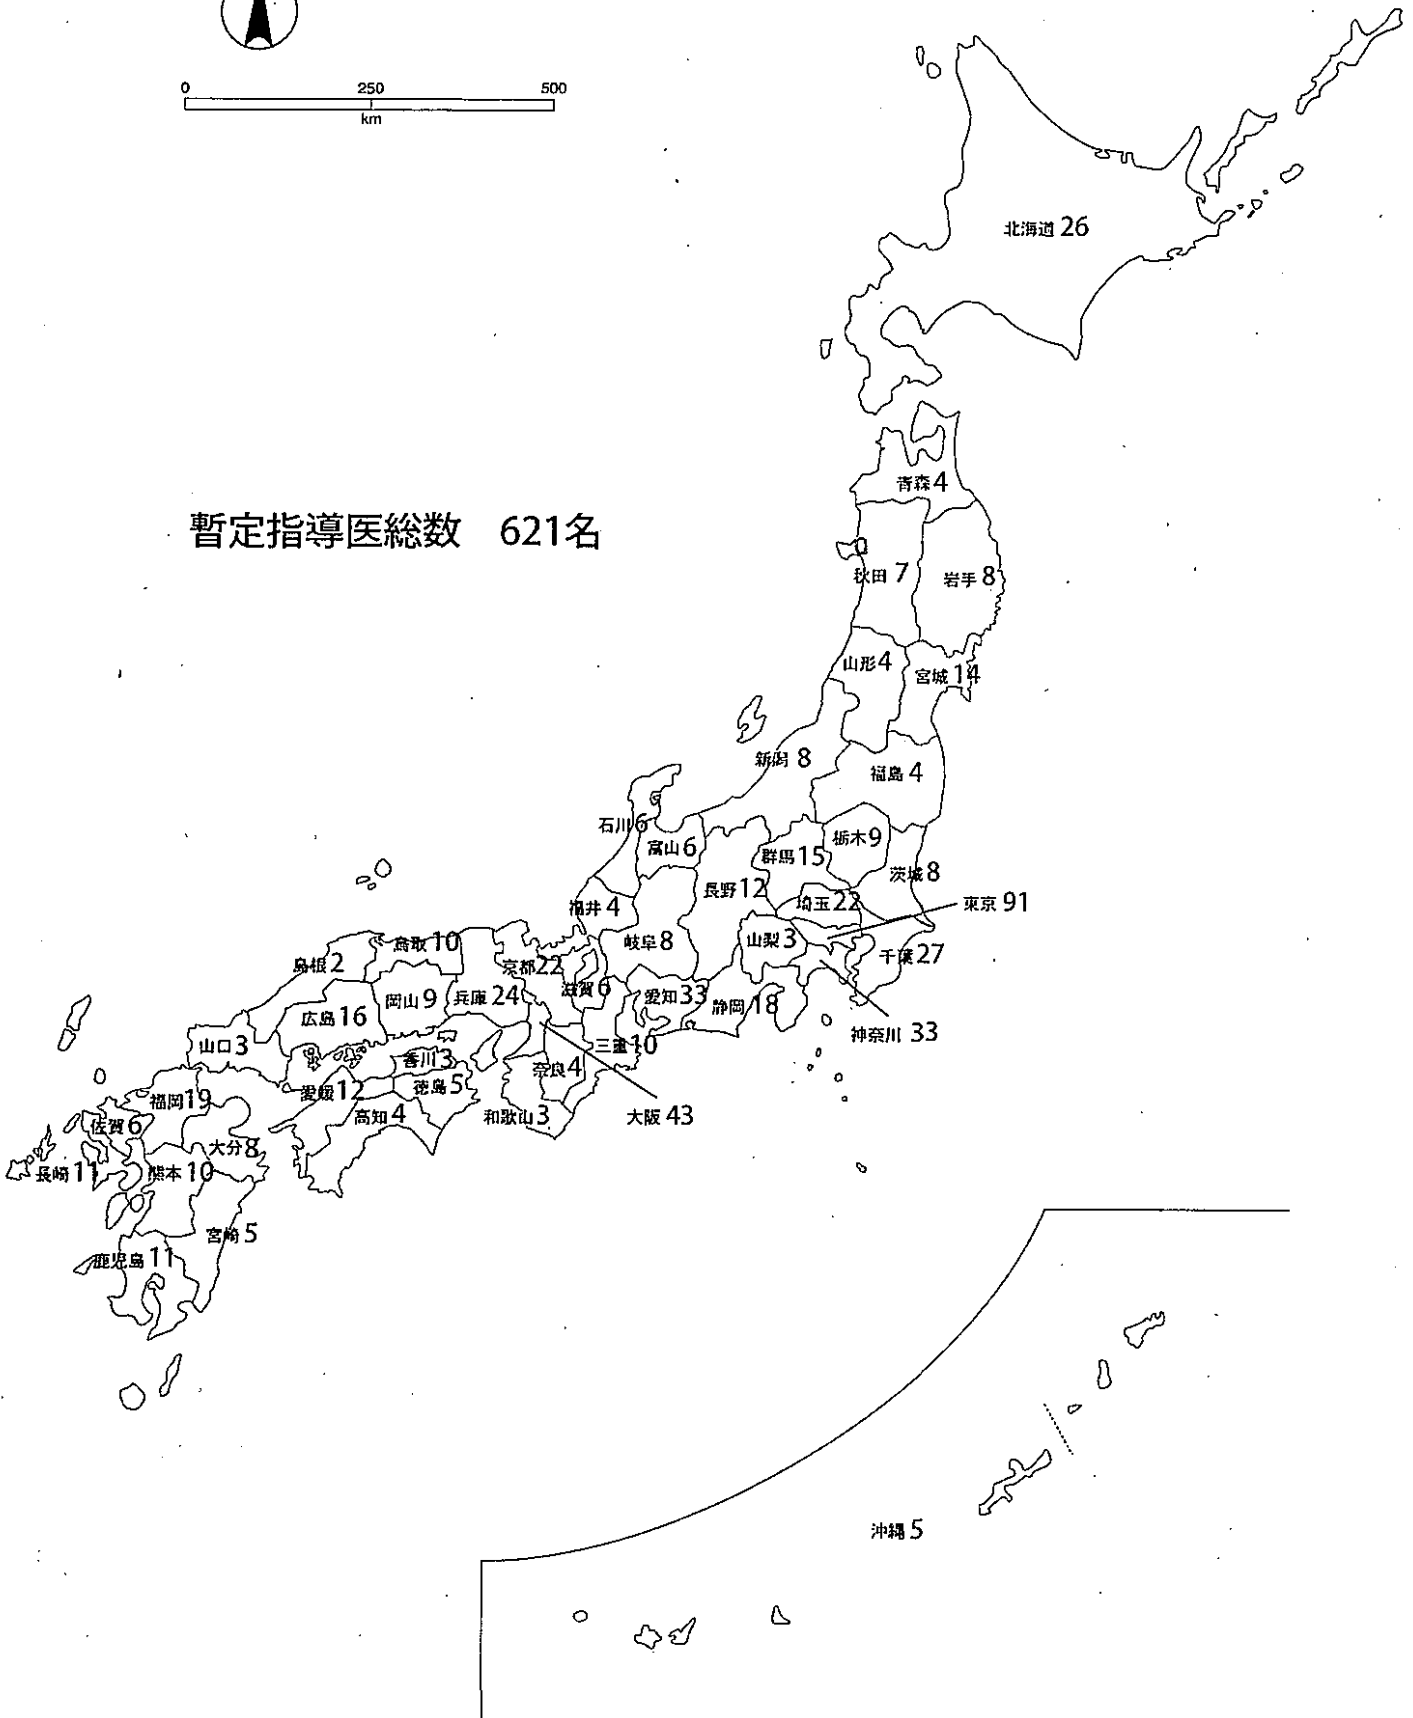 0 250 500
km
北海道 26
青森 4
暫定指導医総数　621名
秋田 7
岩手 8
山形 4
宮城 14
新潟 8
福島 4
石川 6
富山 6
栃木 9
群馬 15
茨城 8
長野 12
埼玉 22
東京 91
福井 4
岐阜 8
山梨 3
千葉 27
鳥取 10
島根 2
京都 22
滋賀 6
岡山 9
兵庫 24
愛知 33
静岡 18
広島 16
神奈川 33
山口 3
三重 10
香川 3
奈良 4
愛媛 12
徳島 5
福岡 19
高知 4
和歌山 3
大阪 43
佐賀 6
大分 8
長崎 11
熊本 10
宮崎 5
鹿児島 11
沖縄 5